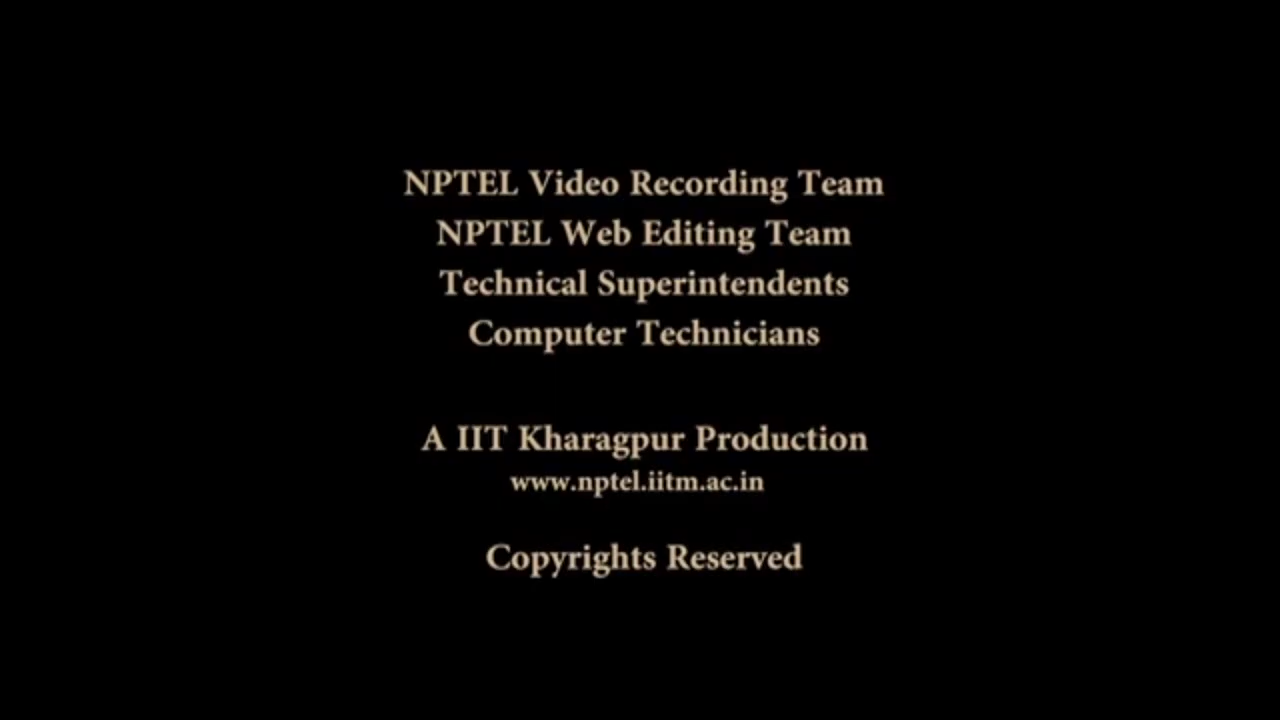 NPTEL Video Recording Team
NPTEL Web Editing Team
Technical Superintendents
Computer Technicians
A IIT Kharagpur Production
www.nptel.iitm.ac.in
Copyrights Reserved